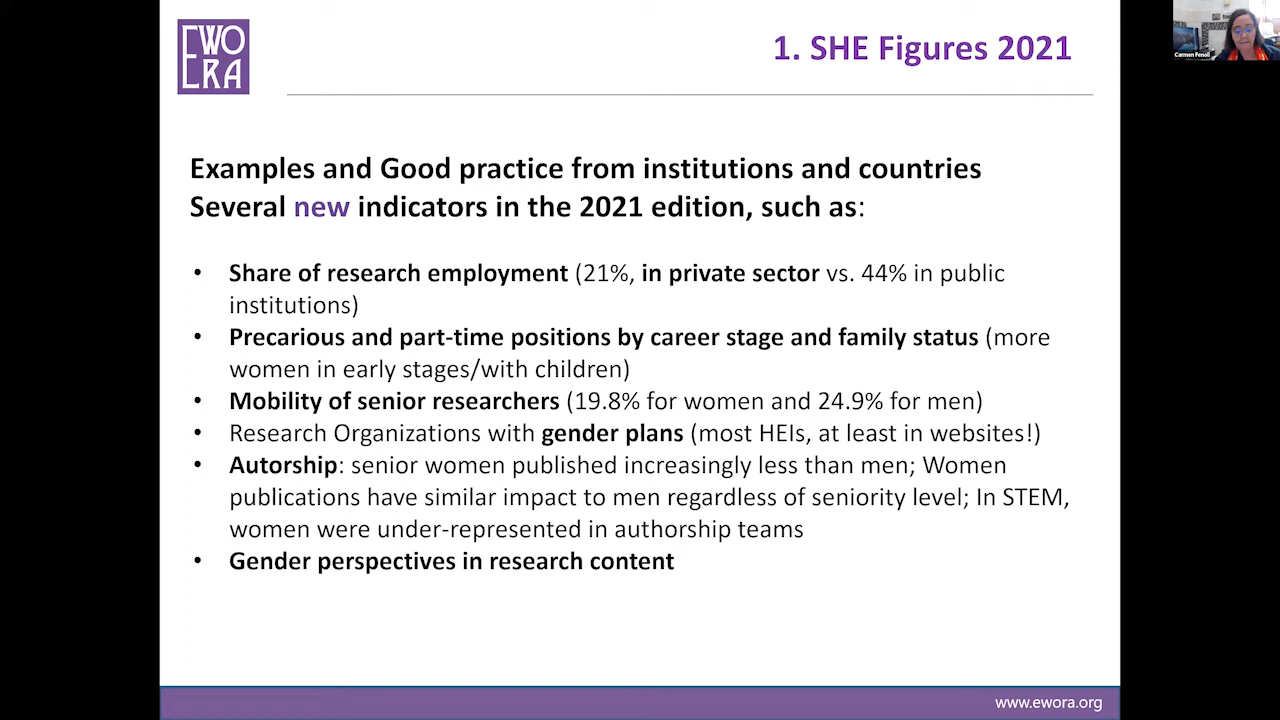 EWO
ERA
1. SHE Figures 2021
Carmen Fenoll
Examples and Good practice from institutions and countries
Several new indicators in the 2021 edition, such as:
• Share of research employment (21%, in private sector vs. 44% in public
institutions)
• Precarious and part-time positions by career stage and family status (more
women in early stages/with children)
• Mobility of senior researchers (19.8% for women and 24.9% for men)
• Research Organizations with gender plans (most HEIs, at least in websites!)
• Autorship: senior women published increasingly less than men; Women
publications have similar impact to men regardless of seniority level; In STEM,
women were under-represented in authorship teams
• Gender perspectives in research content
www.ewora.org